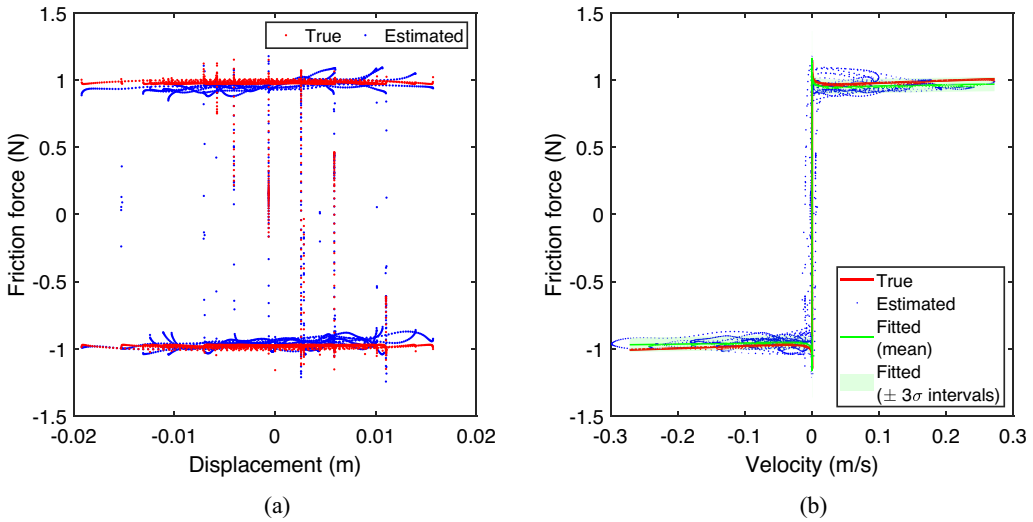 1.5
1
0.5
0
-0.5
-1
-1.5
Friction force (N)
True Estimated
-0.02 -0.01 0 0.01 0.02
Displacement (m)
(a)
1.5
1
0.5
0
-0.5
-1
-1.5
Friction force (N)
True
Estimated
Fitted
(mean)
Fitted
(± 3σ intervals)
-0.3 -0.2 -0.1 0 0.1 0.2 0.3
Velocity (m/s)
(b)